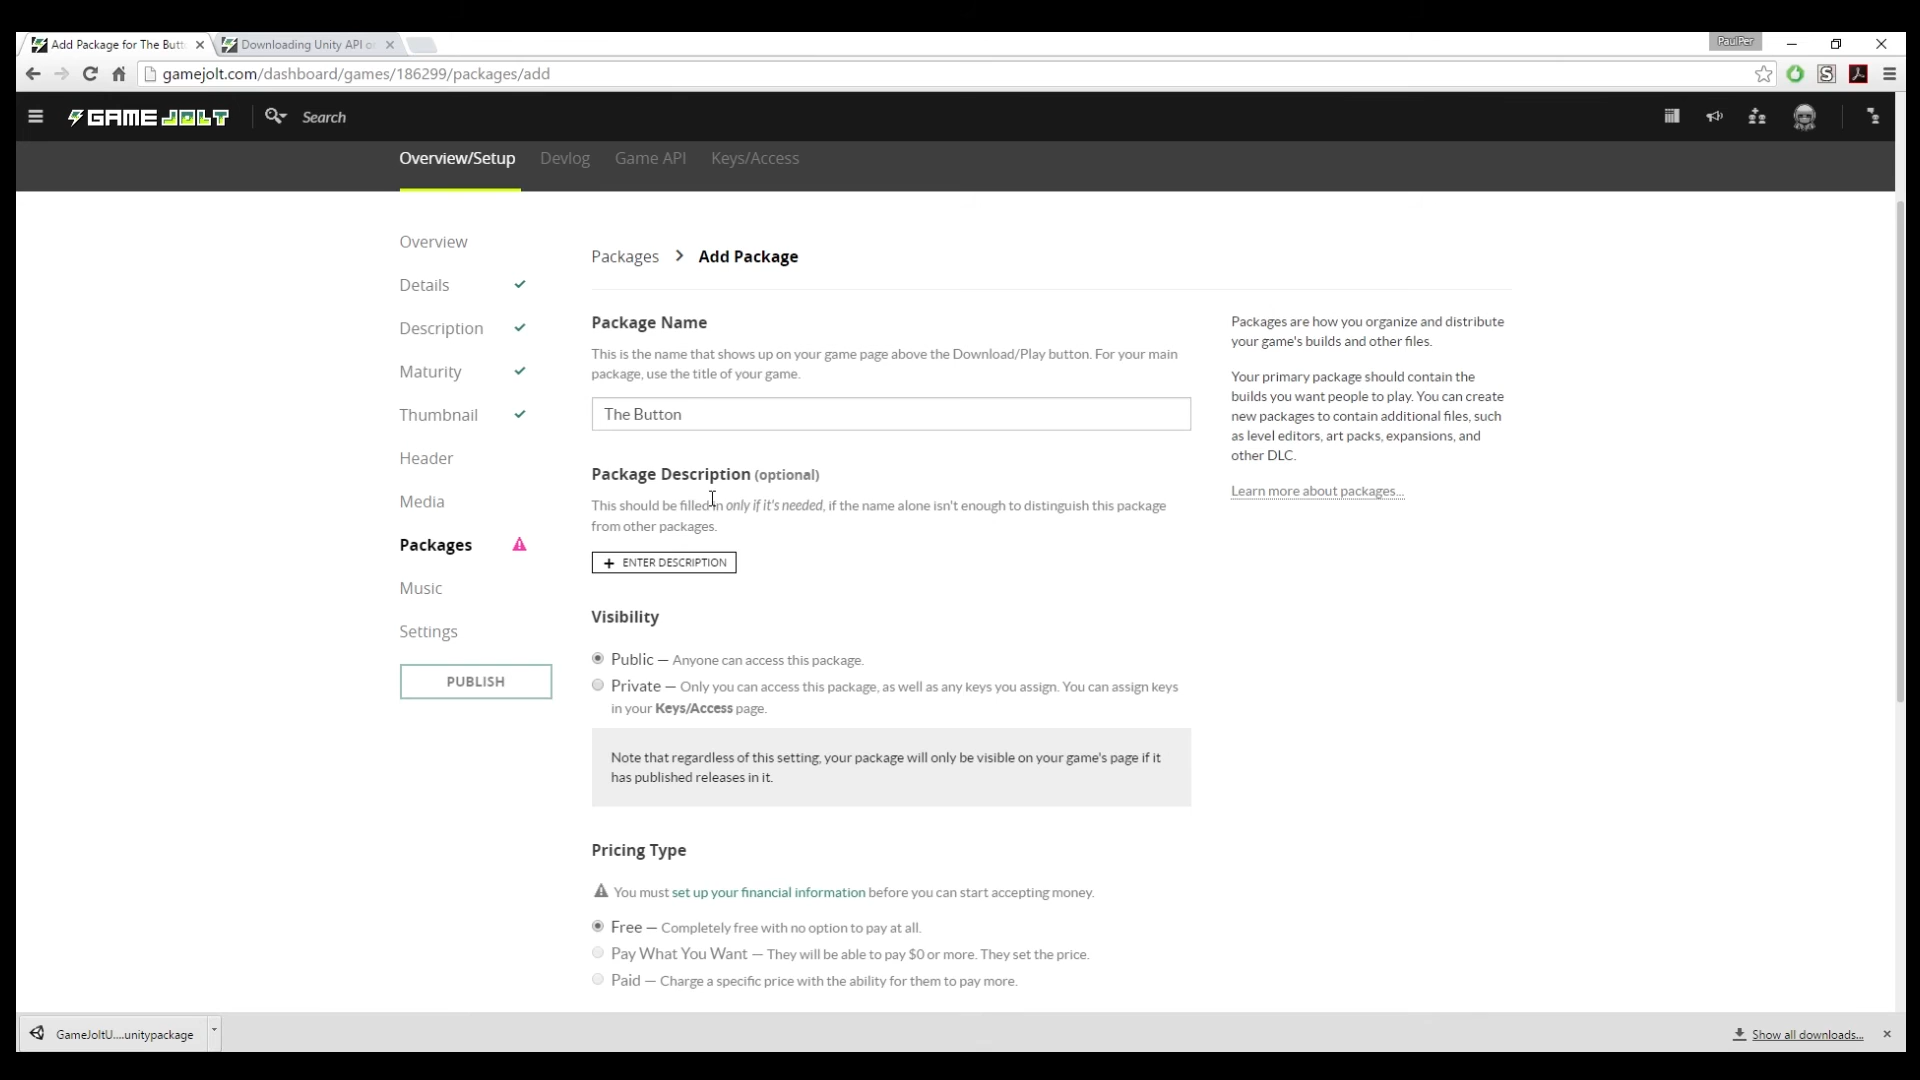 Add Package for The Butt
Downloading Unity API o
PaulPer
gamejolt.com/dashboard/games/186299/packages/add
GAME JOLT
Search
Overview/Setup Devlog Game API Keys/Access
Overview
Details
Description
Maturity
Thumbnail
Header
Media
Packages
Music
Settings
PUBLISH
Packages > Add Package
Package Name
This is the name that shows up on your game page above the Download/Play button. For your main
package, use the title of your game.
The Button
Package Description (optional)
This should be filled in only if it's needed, if the name alone isn't enough to distinguish this package
from other packages.
+ ENTER DESCRIPTION
Visibility
Public — Anyone can access this package.
Private — Only you can access this package, as well as any keys you assign. You can assign keys
in your Keys/Access page.
Note that regardless of this setting, your package will only be visible on your game's page if it
has published releases in it.
Pricing Type
You must set up your financial information before you can start accepting money.
Free — Completely free with no option to pay at all.
Pay What You Want — They will be able to pay $0 or more. They set the price.
Paid — Charge a specific price with the ability for them to pay more.
Packages are how you organize and distribute
your game's builds and other files.
Your primary package should contain the
builds you want people to play. You can create
new packages to contain additional files, such
as level editors, art packs, expansions, and
other DLC.
Learn more about packages...
GameJoltU....unitypackage
Show all downloads...